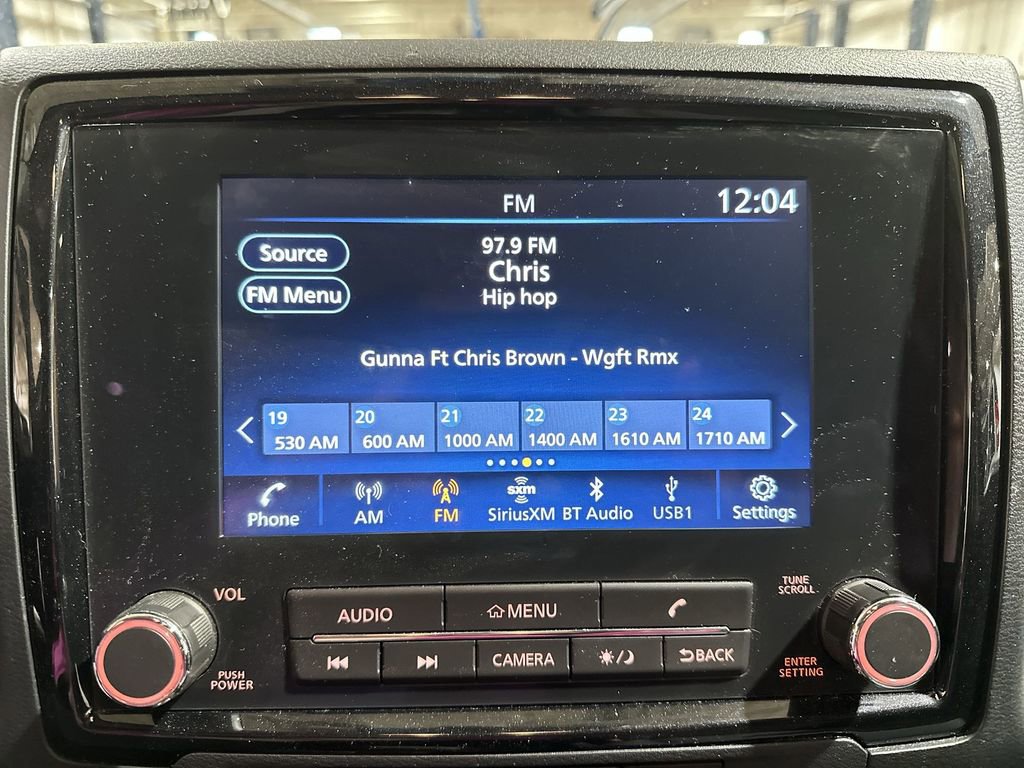 FM
12:04
Source
97.9 FM
Chris
FM Menu
Hip hop
Gunna Ft Chris Brown - Wgft Rmx
19
20
21
22
23
24
530 AM
600 AM
1000 AM
1400 AM
1610 AM
1710 AM
sxm
Phone
AM
FM
SiriusXM
BT Audio
USB1
Settings
VOL
PUSH
POWER
AUDIO
MENU
CAMERA
BACK
TUNE
SCROLL
ENTER
SETTING